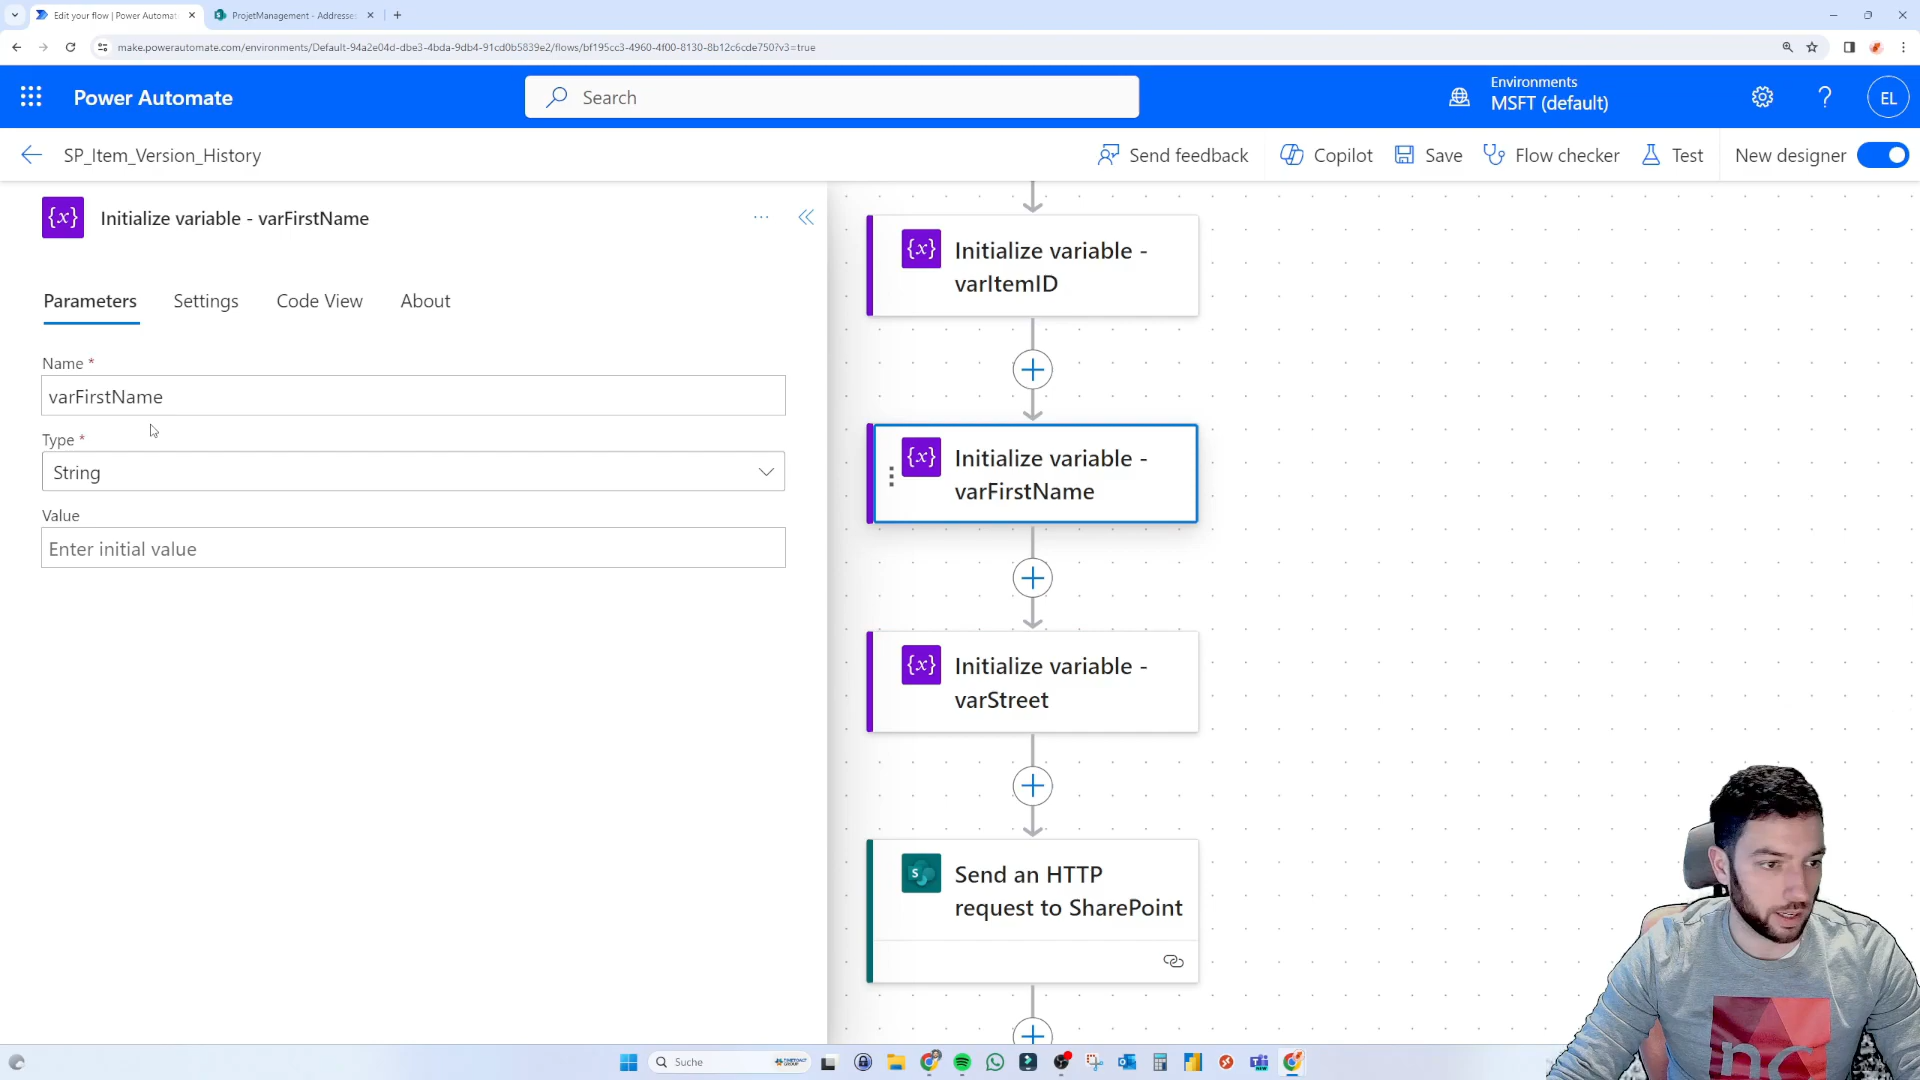 Edit your flow | Power Automat
ProjetManagement - Addresses
make.powerautomate.com/environments/Default-94a2e04d-dbe3-4bda-9db4-91cd0b5839e2/flows/bf195cc3-4960-4f00-8130-8b12c6cde750?v3=true
Power Automate
Search
Environments
MSFT (default)
EL
SP_Item_Version_History
Send feedback
Copilot
Save
Flow checker
Test
New designer
{x} Initialize variable - varFirstName
Parameters
Settings
Code View
About
Name *
varFirstName
Type *
String
Value
Enter initial value
{x} Initialize variable -
varItemID
{x} Initialize variable -
varFirstName
{x} Initialize variable -
varStreet
S Send an HTTP
request to SharePoint
Suche
nc